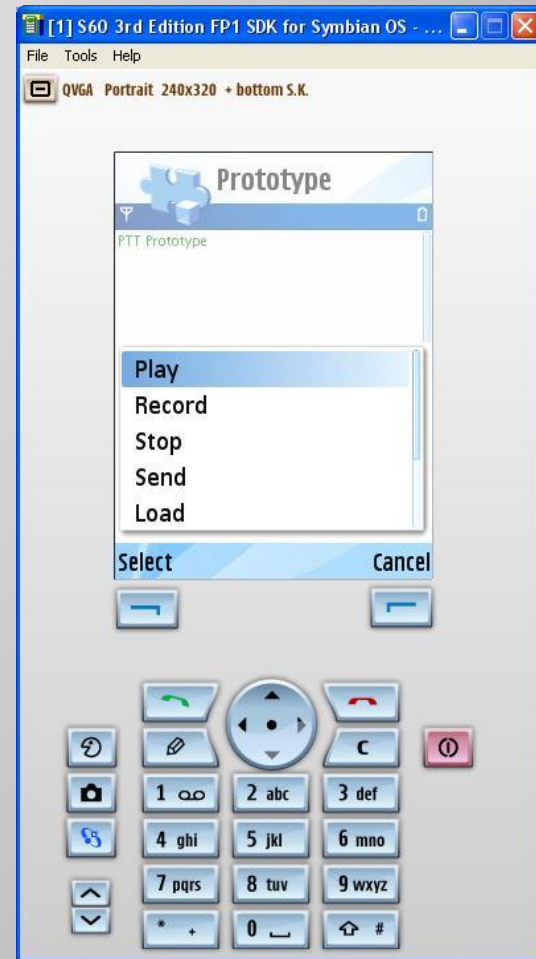 [1] S60 3rd Edition FP1 SDK for Symbian OS - ...
File Tools Help
QVGA Portrait 240x320 + bottom S.K.
Prototype
PTT Prototype
Play
Record
Stop
Send
Load
Select Cancel
C
1 2 abc 3 def
4 ghi 5 jkl 6 mno
7 pqrs 8 tuv 9 wxyz
* + 0 #